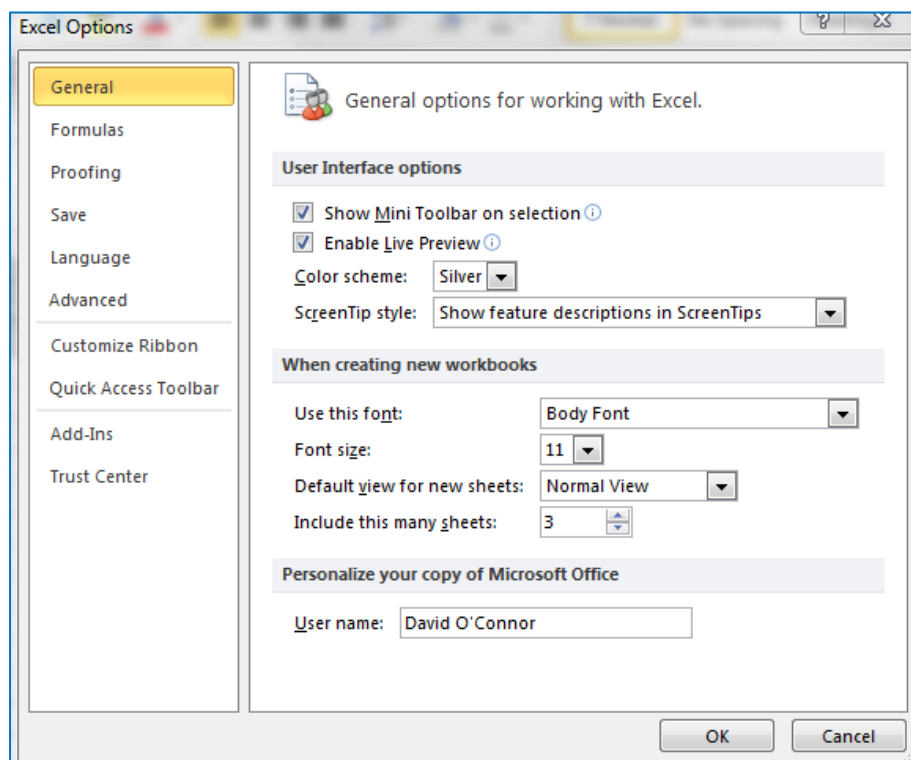 Excel Options
General
Formulas
Proofing
Save
Language
Advanced
Customize Ribbon
Quick Access Toolbar
Add-Ins
Trust Center
General options for working with Excel.
User Interface options
Show Mini Toolbar on selection
Enable Live Preview
Color scheme: Silver
ScreenTip style: Show feature descriptions in ScreenTips
When creating new workbooks
Use this font: Body Font
Font size: 11
Default view for new sheets: Normal View
Include this many sheets: 3
Personalize your copy of Microsoft Office
User name: David O'Connor
OK Cancel